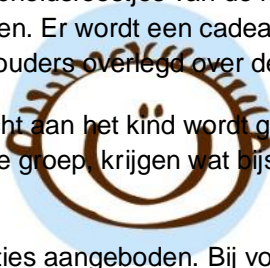 en. Er wordt een cadea
ouders overlegd over de
ht aan het kind wordt g
e groep, krijgen wat bijs
ties aangeboden. Bij vo